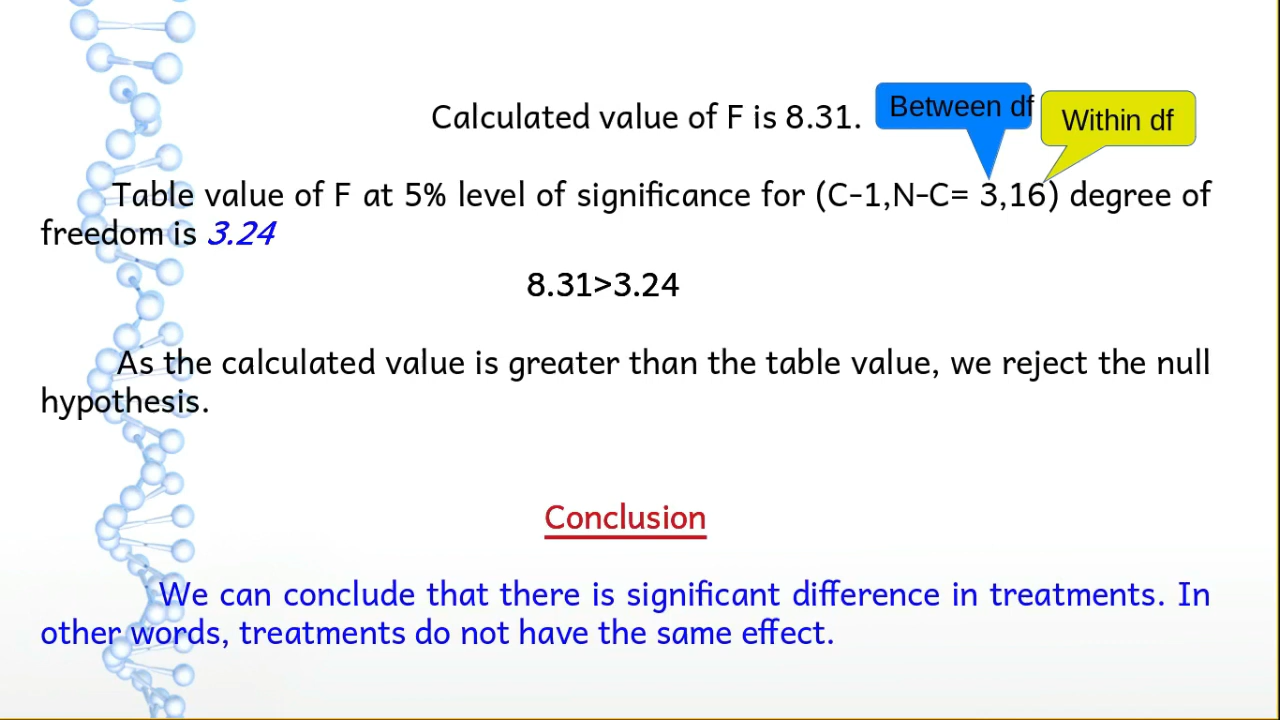 Calculated value of F is 8.31.
Between df
Within df
Table value of F at 5% level of significance for (C-1,N-C= 3,16) degree of
freedom is 3.24
8.31>3.24
As the calculated value is greater than the table value, we reject the null
hypothesis.
Conclusion
We can conclude that there is significant difference in treatments. In
other words, treatments do not have the same effect.